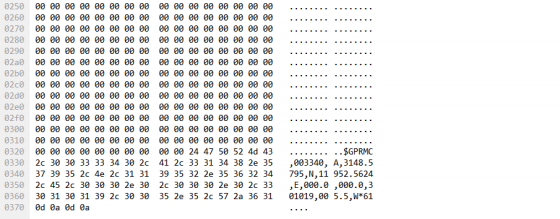 0250 00 00 00 00 00 00 00 00 00 00 00 00 00 00 00 00 ........ ........
0260 00 00 00 00 00 00 00 00 00 00 00 00 00 00 00 00 ........ ........
0270 00 00 00 00 00 00 00 00 00 00 00 00 00 00 00 00 ........ ........
0280 00 00 00 00 00 00 00 00 00 00 00 00 00 00 00 00 ........ ........
0290 00 00 00 00 00 00 00 00 00 00 00 00 00 00 00 00 ........ ........
02a0 00 00 00 00 00 00 00 00 00 00 00 00 00 00 00 00 ........ ........
02b0 00 00 00 00 00 00 00 00 00 00 00 00 00 00 00 00 ........ ........
02c0 00 00 00 00 00 00 00 00 00 00 00 00 00 00 00 00 ........ ........
02d0 00 00 00 00 00 00 00 00 00 00 00 00 00 00 00 00 ........ ........
02e0 00 00 00 00 00 00 00 00 00 00 00 00 00 00 00 00 ........ ........
02f0 00 00 00 00 00 00 00 00 00 00 00 00 00 00 00 00 ........ ........
0300 00 00 00 00 00 00 00 00 00 00 00 00 00 00 00 00 ........ ........
0310 00 00 00 00 00 00 00 00 00 00 00 00 00 00 00 00 ........ ........
0320 00 00 00 00 00 00 00 00 00 00 24 47 50 52 4d 43 ........ ..$GPRMC
0330 2c 30 30 33 33 34 30 2c 41 2c 33 31 34 38 2e 35 ,003340, A,3148.5
0340 37 39 35 2c 4e 2c 31 31 39 35 32 2e 35 36 32 34 795,N,11 952.5624
0350 2c 45 2c 30 30 30 2e 30 2c 30 30 30 2e 30 2c 33 ,E,000.0 ,000.0,3
0360 30 31 30 31 39 2c 30 30 35 2e 35 2c 57 2a 36 31 01019,00 5.5,W*61
0370 0d 0a 0d 0a ....